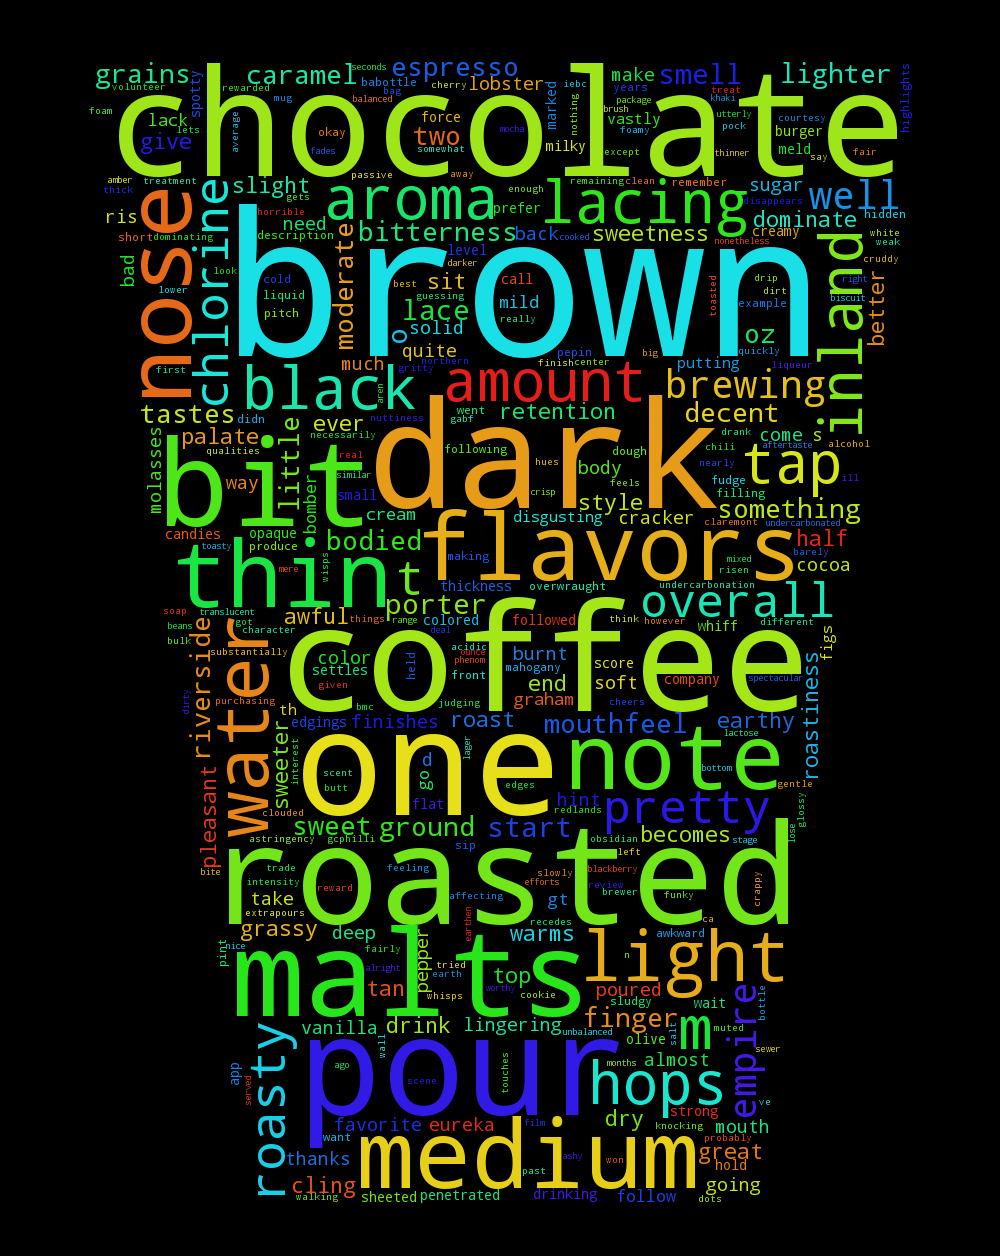 chocolate
brown
dark
coffee
one
roasted
malts
pour
medium
bit
thin
flavors
note
nose
water
light
aroma
lacing
inland
black
amount
tap
chlorine
overall
pretty
hops
m
t
roasty
empire
grains
volunteer
foam
lack
lets
give
spotty
rewarded
average
caramel
mug
seconds
babottle
bag
balanced
espresso
cherry
lobster
force
okay
two
somewhat
fades
passive
away
mocha
iebc
nothing
milky
make
years
package
brush
vastly
except
smell
treat
khaki
utterly
pock
thinner
lighter
courtesy
burger
meld
say
fair
highlights
marked
amber
treatment
thick
ris
short
dominating
bad
lower
first
gets
slight
horrible
need
description
look
cold
liquid
pitch
moderate
bitterness
level
back
cooked
enough
prefer
remaining
clean
remember
sweetness
sugar
disappears
well
dominate
creamy
hidden
white
weak
cruddy
nonetheless
better
right
biscuit
darker
sit
best
guessing
call
mild
really
lace
solid
o
quite
much
toasted
drip
dirt
example
oz
quickly
pepin
finish
center
big
putting
liqueur
northern
gritty
brewing
decent
tastes
didn
palate
qualities
way
molasses
little
ever
necessarily
real
similar
small
nuttiness
aren
went
gabf
following
retention
hues
crisp
dough
body
feels
style
drank
chili
nearly
fudge
filling
come
s
aftertaste
alcohol
ill
something
candies
toasty
opaque
produce
bomber
mere
wisps
cream
bodied
disgusting
cracker
claremont
undercarbonated
half
mixed
risen
barely
cocoa
making
thickness
overwraught
undercarbonation
soap
translucent
beans
bulk
got
character
awful
things
range
porter
colored
deal
followed
think
however
whiff
different
figs
riverside
substantially
color
settles
given
held
acidic
ounce
phenom
front
burnt
mahogany
graham
end
score
soft
company
spectacular
dirty
purchasing
th
edgings
finishes
bmc
judging
roast
cheers
mouthfeel
earthy
roastiness
lactose
interest
sweeter
scent
butt
go
d
lager
edges
bottom
gentle
glossy
clouded
flat
hint
redlands
pleasant
sweet
ground
start
becomes
lose
astringency
gcphilli
sip
obsidian
left
stage
bite
trade
intensity
feeling
reward
slowly
efforts
blackberry
review
brewer
funky
crappy
take
extrapours
affecting
gt
earthen
recedes
ca
grassy
deep
warms
awkward
pint
nice
fairly
alright
pepper
tried
earth
n
tan
whisps
top
worthy
cookie
poured
sludgy
wait
bottle
finger
salt
muted
vanilla
drink
lingering
unbalanced
olive
sewer
wall
almost
app
served
ago
scene
touches
months
ve
strong
dry
knocking
mouth
favorite
eureka
film
probably
want
thanks
ashy
great
hold
past
won
cling
walking
sheeted
penetrated
drinking
follow
going
dots